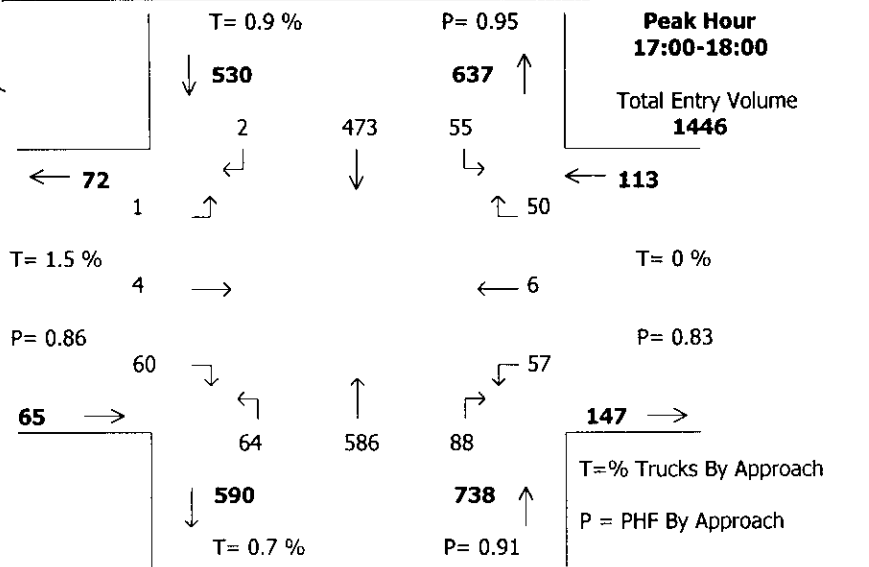 T= 0.9 % P= 0.95 Peak Hour
17:00-18:00
530 637
Total Entry Volume
2 473 55 1446
72 113
1 50
T= 1.5 % T= 0 %
4 6
P= 0.86 P= 0.83
60 57
65 147
64 586 88
T=% Trucks By Approach
590 738
P = PHF By Approach
T= 0.7 % P= 0.91